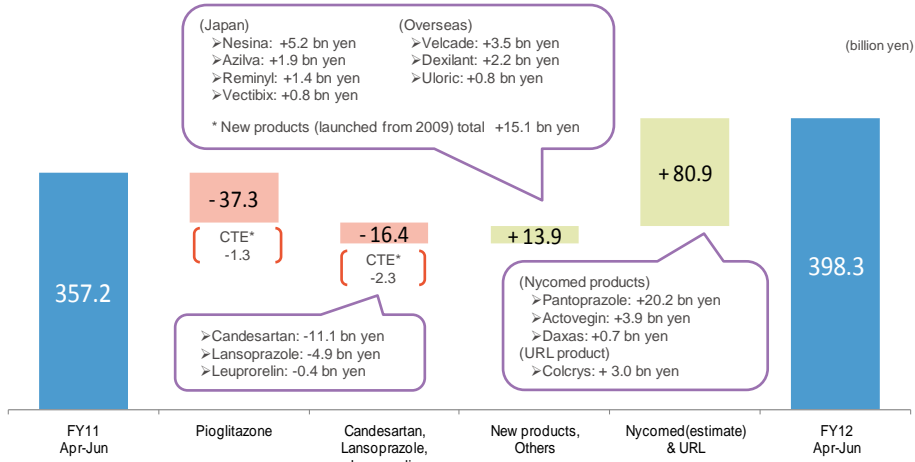 (Japan)
➢Nesina: +5.2 bn yen
➢Azilva: +1.9 bn yen
➢Reminyl: +1.4 bn yen
➢Vectibix: +0.8 bn yen
(Overseas)
➢Velcade: +3.5 bn yen
➢Dexilant: +2.2 bn yen
➢Uloric: +0.8 bn yen
* New products (launched from 2009) total +15.1 bn yen
(billion yen)
357.2
- 37.3
CTE*
-1.3
- 16.4
CTE*
-2.3
+ 13.9
+ 80.9
398.3
➢Candesartan: -11.1 bn yen
➢Lansoprazole: -4.9 bn yen
➢Leuprorelin: -0.4 bn yen
(Nycomed products)
➢Pantoprazole: +20.2 bn yen
➢Actovegin: +3.9 bn yen
➢Daxas: +0.7 bn yen
(URL product)
➢Colcrys: + 3.0 bn yen
FY11
Apr-Jun
Pioglitazone
Candesartan,
Lansoprazole,
New products,
Others
Nycomed(estimate)
& URL
FY12
Apr-Jun